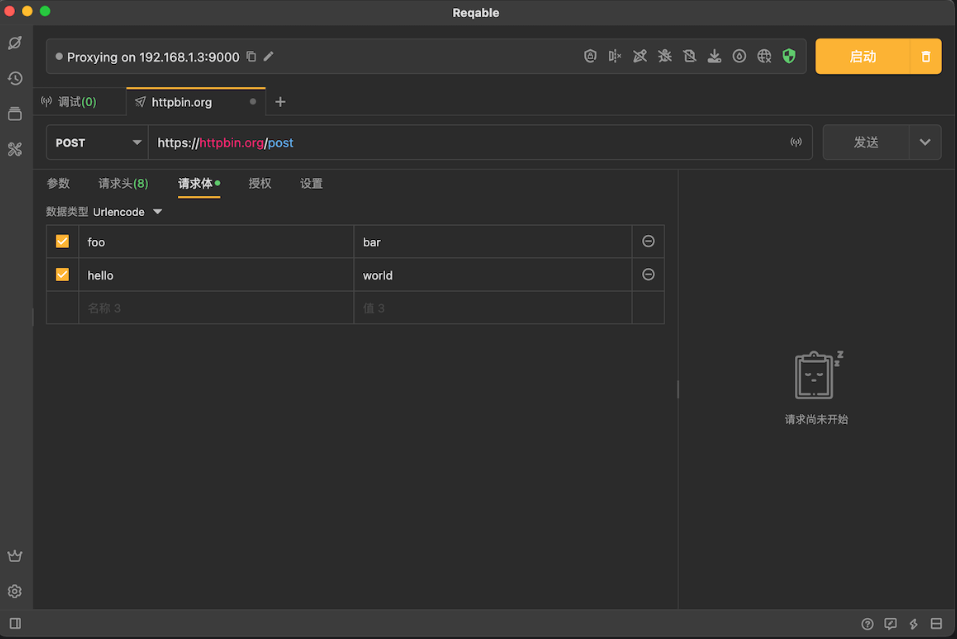 Reqable
Proxying on 192.168.1.3:9000
启动
调试(0)
httpbin.org
POST
https://httpbin.org/post
发送
参数 请求头(8) 请求体 授权 设置
数据类型 Urlencode
foo bar
hello world
名称 3 值 3
请求尚未开始